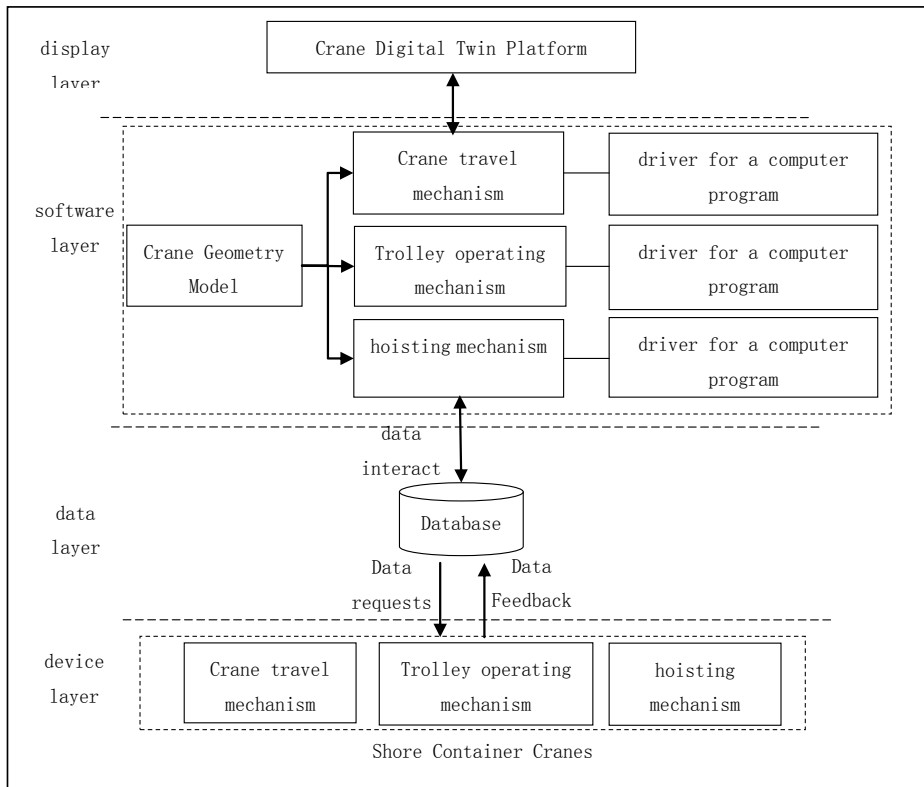 Crane Digital Twin Platform
display
layer
Crane travel
mechanism
driver for a computer
program
software
layer
Crane Geometry
Model
Trolley operating
mechanism
driver for a computer
program
hoisting mechanism
driver for a computer
program
data
interact
data
layer
Database
Data
requests
Data
Feedback
device
layer
Crane travel
mechanism
Trolley operating
mechanism
hoisting
mechanism
Shore Container Cranes